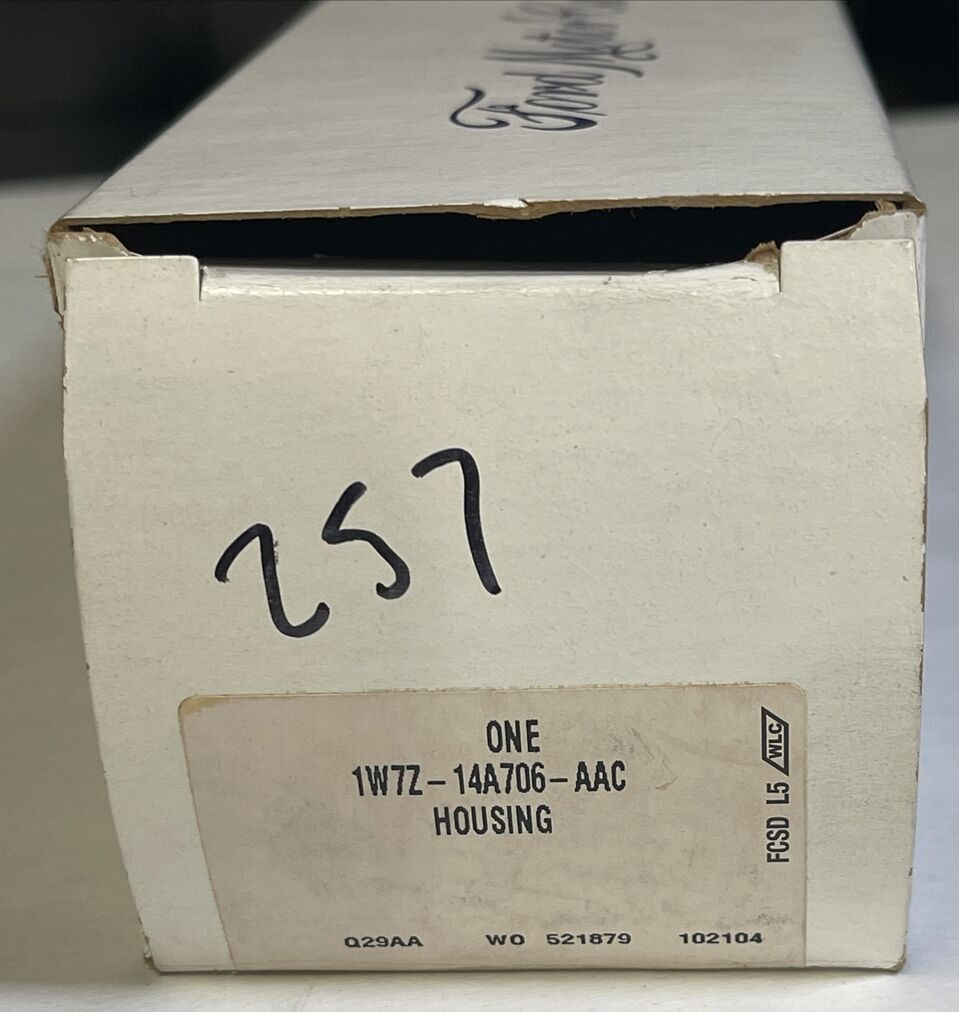 Ford Motor
257
ONE
1W7Z-14A706-AAC
HOUSING
FCSD L5 WLC
Q29AA WO 521879 102104